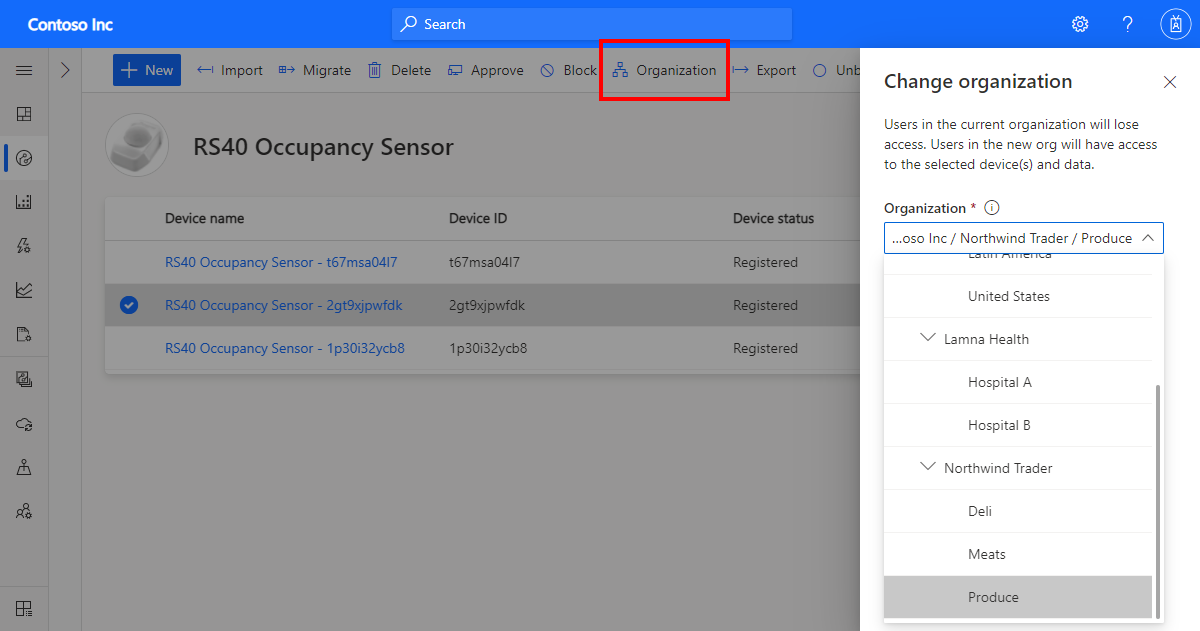 Contoso Inc
Search
New
Import
Migrate
Delete
Approve
Block
Organization
Export
Unb
RS40 Occupancy Sensor
Device name Device ID Device status
RS40 Occupancy Sensor - t67msa04l7 t67msa04l7 Registered
RS40 Occupancy Sensor - 2gt9xjpwfdk 2gt9xjpwfdk Registered
RS40 Occupancy Sensor - 1p30i32ycb8 1p30i32ycb8 Registered
Change organization
Users in the current organization will lose
access. Users in the new org will have access
to the selected device(s) and data.
Organization *
...oso Inc / Northwind Trader / Produce
Latin America
United States
Lamna Health
Hospital A
Hospital B
Northwind Trader
Deli
Meats
Produce